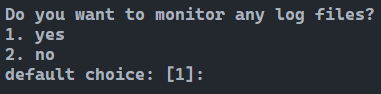 Do you want to monitor any log files?
1. yes
2. no
default choice: [1]: